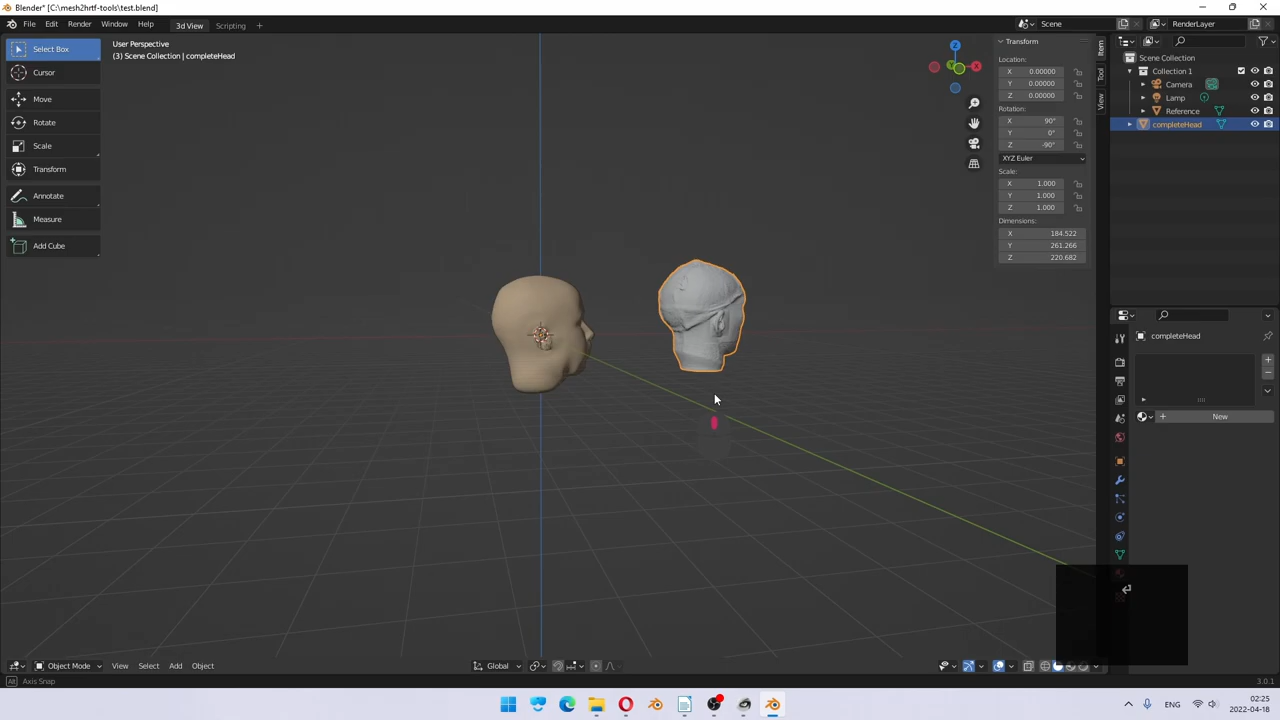 Blender* [C:\mesh2hrtf-tools\test.blend]
File Edit Render Window Help 3d View Scripting + Scene RenderLayer
Select Box
Cursor
Move
Rotate
Scale
Transform
Annotate
Measure
Add Cube
User Perspective
(3) Scene Collection | completeHead
Z
X
Y
Transform
Location:
X 0.00000
Y 0.00000
Z 0.00000
Rotation:
X 90°
Y 0°
Z -90°
XYZ Euler
Scale:
X 1.000
Y 1.000
Z 1.000
Dimensions:
X 184.522
Y 261.266
Z 220.682
Item
Tool
View
Scene Collection
Collection 1
Camera
Lamp
Reference
completeHead
completeHead
+ New
Object Mode View Select Add Object Global
Alt Axis Snap 3.0.1
ENG 02:25
2022-04-18